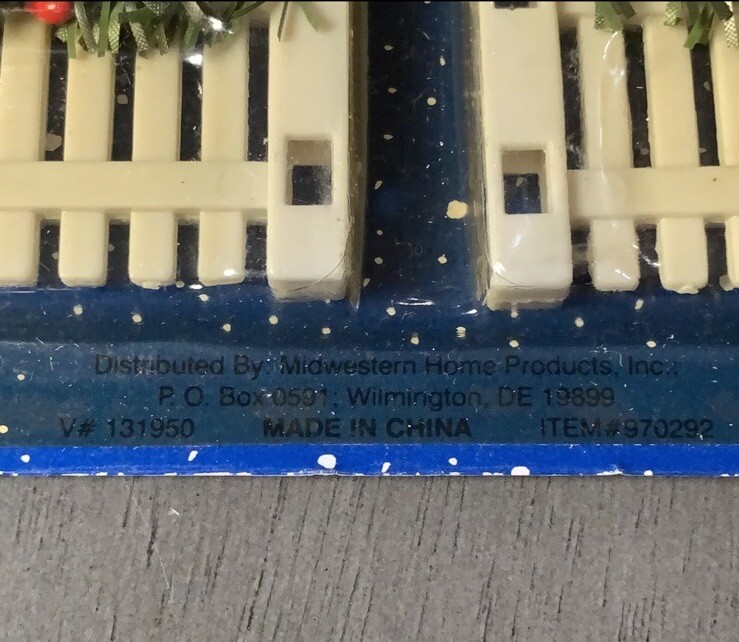 Distributed By: Midwestern Home Products, Inc.;
P. O. Box 0591; Wilmington, DE 19899
V# 131950 MADE IN CHINA ITEM#970292